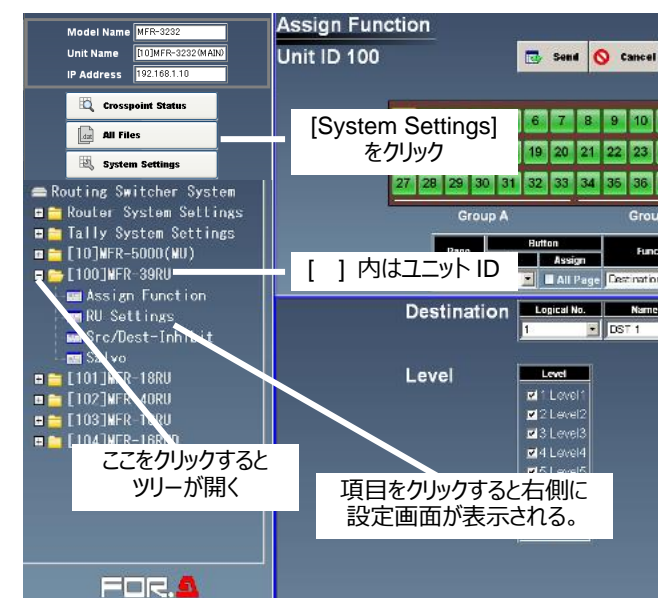 Model Name MFR-3232
Unit Name [10]MFR-3232(MAIN)
IP Address 192.168.1.10
Crosspoint Status
All Files
System Settings
Routing Switcher System
Router System Settings
Tally System Settings
[10]MFR-5000(MU)
[100]MFR-39RU
Assign Function
RU Settings
Src/Dest-Inhibit
Salvo
[101]MFR-18RU
[102]MFR-40RU
[103]MFR-16RU
ここをクリックすると
ツリーが開く
FOR.A
Assign Function
Unit ID 100
Send Cancel
[System Settings]
をクリック
6 7 8 9 10
19 20 21 22 23
27 28 29 30 31 32 33 34 35 36
Group A
Button
Assign
All Page
[ ] 内はユニット ID
Destination
Logical No. Name
1 DST 1
Level
Level
1 Level1
2 Level2
3 Level3
4 Level4
項目をクリックすると右側に
設定画面が表示される。